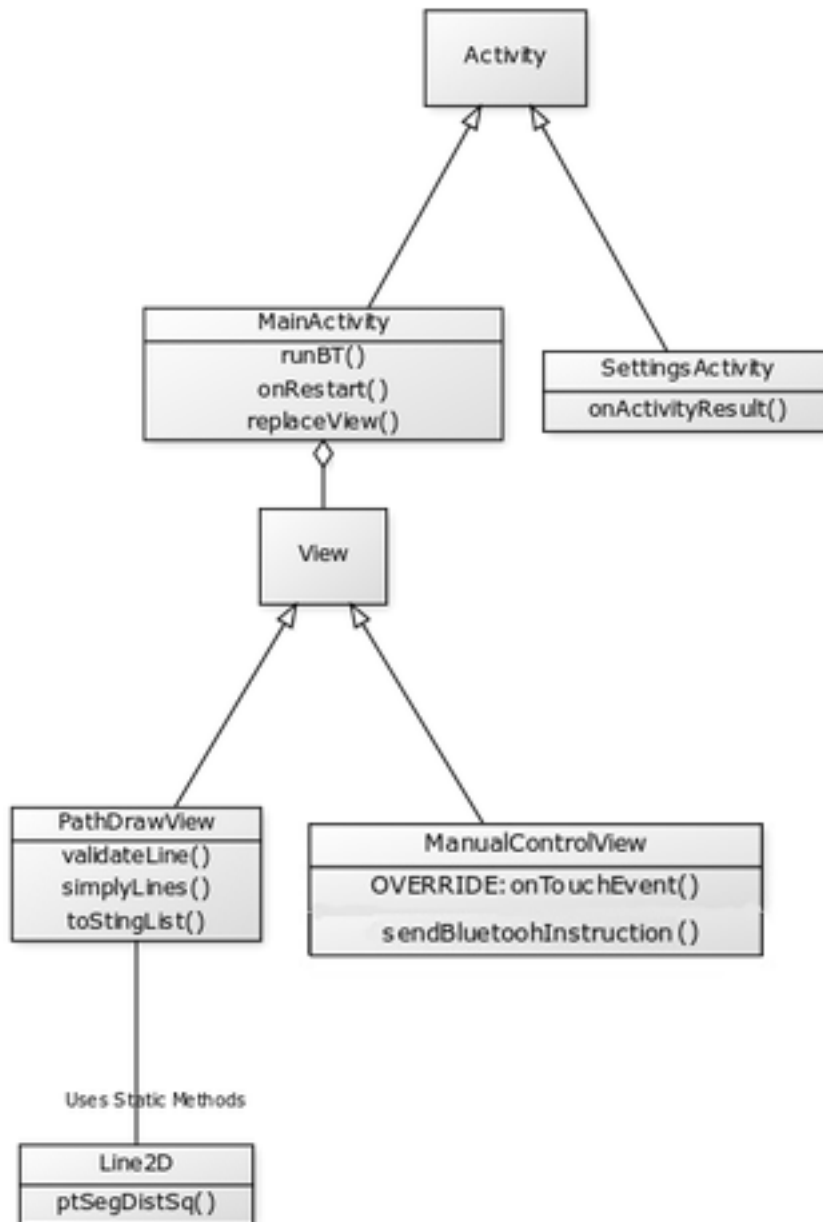 Activity
MainActivity
runBT()
onRestart()
replaceView()
SettingsActivity
onActivityResult()
View
PathDrawView
validateLine()
simplyLines()
toStingList()
ManualControlView
OVERRIDE: onTouchEvent()
sendBluetoohInstruction()
Uses Static Methods
Line2D
ptSegDistSq()